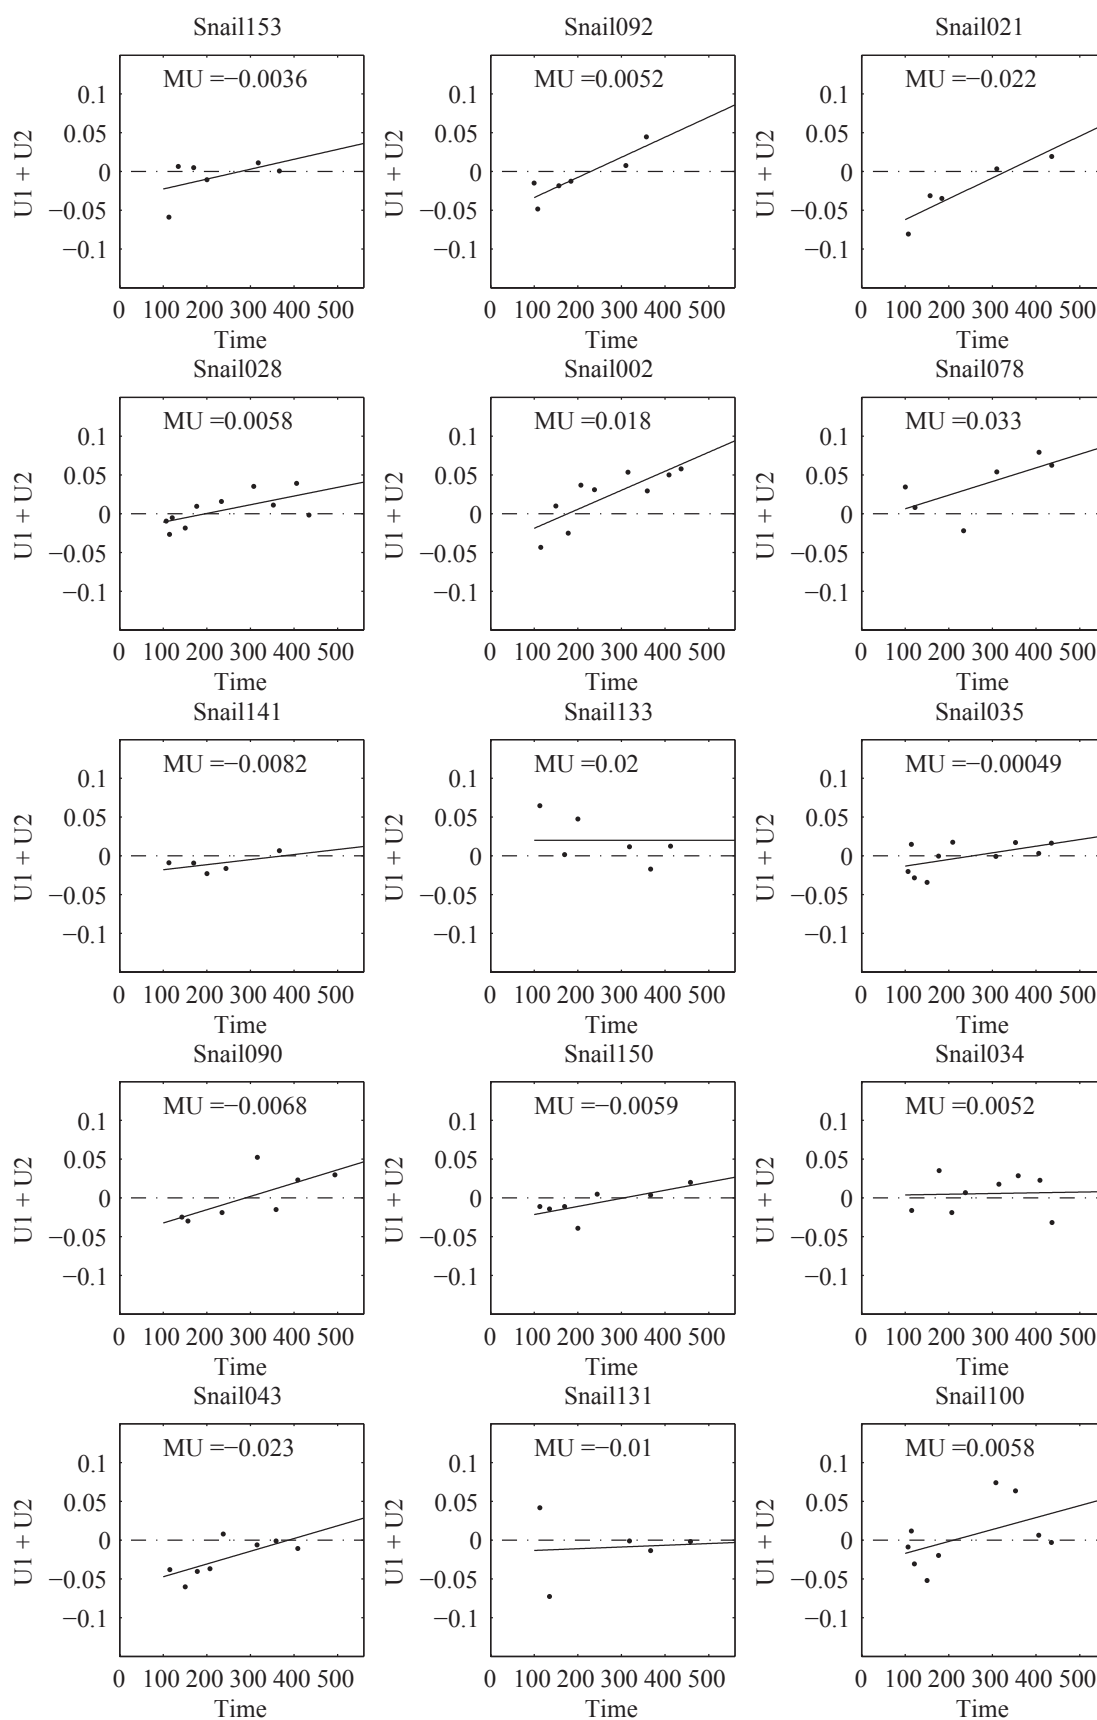 Snail153 Snail092 Snail021
MU =−0.0036 MU =0.0052 MU =−0.022
0.1 0.1 0.1
0.05 0.05 0.05
0 0 0
−0.05 −0.05 −0.05
−0.1 −0.1 −0.1
U1 + U2 U1 + U2 U1 + U2
0 100 200 300 400 500 0 100 200 300 400 500 0 100 200 300 400 500
Time Time Time
Snail028 Snail002 Snail078
MU =0.0058 MU =0.018 MU =0.033
0.1 0.1 0.1
0.05 0.05 0.05
0 0 0
−0.05 −0.05 −0.05
−0.1 −0.1 −0.1
U1 + U2 U1 + U2 U1 + U2
0 100 200 300 400 500 0 100 200 300 400 500 0 100 200 300 400 500
Time Time Time
Snail141 Snail133 Snail035
MU =−0.0082 MU =0.02 MU =−0.00049
0.1 0.1 0.1
0.05 0.05 0.05
0 0 0
−0.05 −0.05 −0.05
−0.1 −0.1 −0.1
U1 + U2 U1 + U2 U1 + U2
0 100 200 300 400 500 0 100 200 300 400 500 0 100 200 300 400 500
Time Time Time
Snail090 Snail150 Snail034
MU =−0.0068 MU =−0.0059 MU =0.0052
0.1 0.1 0.1
0.05 0.05 0.05
0 0 0
−0.05 −0.05 −0.05
−0.1 −0.1 −0.1
U1 + U2 U1 + U2 U1 + U2
0 100 200 300 400 500 0 100 200 300 400 500 0 100 200 300 400 500
Time Time Time
Snail043 Snail131 Snail100
MU =−0.023 MU =−0.01 MU =0.0058
0.1 0.1 0.1
0.05 0.05 0.05
0 0 0
−0.05 −0.05 −0.05
−0.1 −0.1 −0.1
U1 + U2 U1 + U2 U1 + U2
0 100 200 300 400 500 0 100 200 300 400 500 0 100 200 300 400 500
Time Time Time